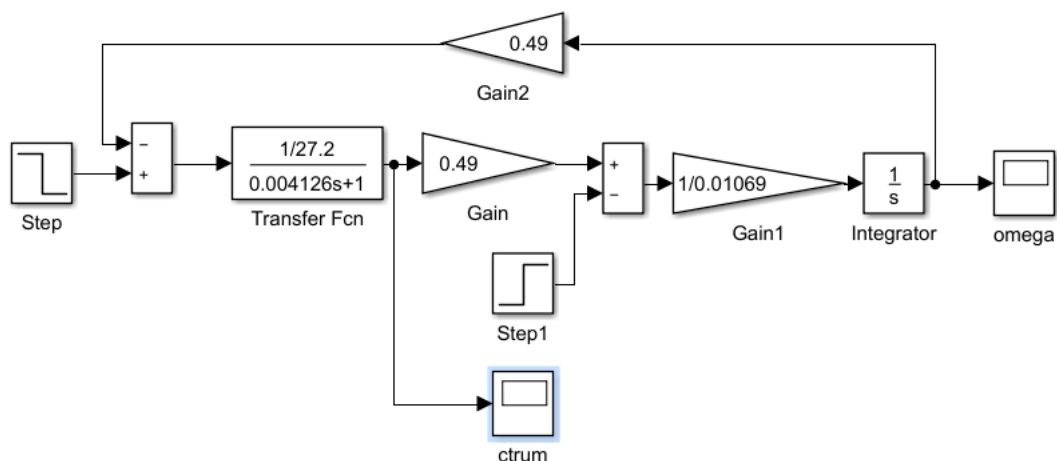 0.49
Gain2
−
+
Step
1/27.2
0.004126s+1
Transfer Fcn
0.49
Gain
+
−
1/0.01069
Gain1
1
s
Integrator
omega
Step1
ctrum